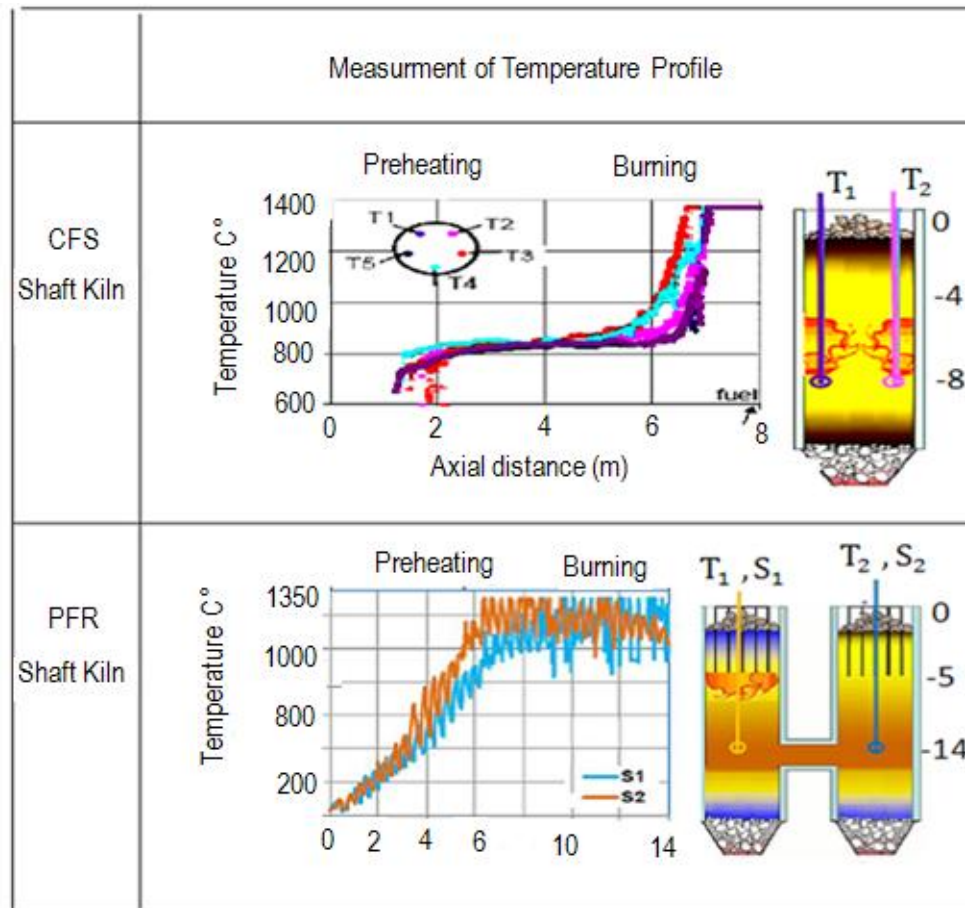 Measurment of Temperature Profile
CFS
Shaft Kiln
Preheating Burning
Temperature C°
1400
1200
1000
800
600
T1
T2
T3
T4
T5
fuel
0 2 4 6 8
Axial distance (m)
T1 T2
0
-4
-8
PFR
Shaft Kiln
Preheating Burning
Temperature C°
1350
1000
800
200
S1
S2
0 2 4 6 10 14
T1 , S1 T2 , S2
0
-5
-14